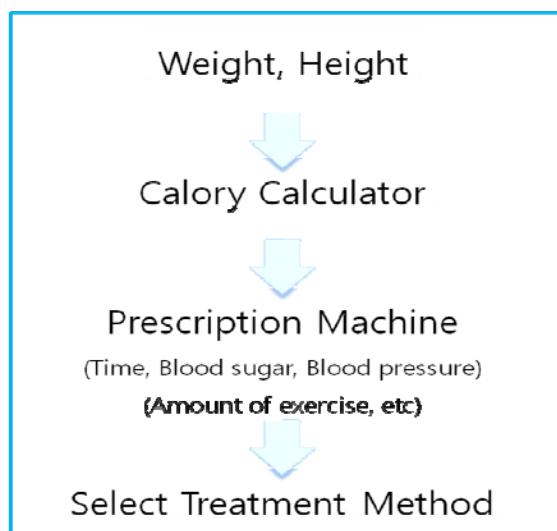 Weight, Height
Calory Calculator
Prescription Machine
(Time, Blood sugar, Blood pressure)
(Amount of exercise, etc)
Select Treatment Method